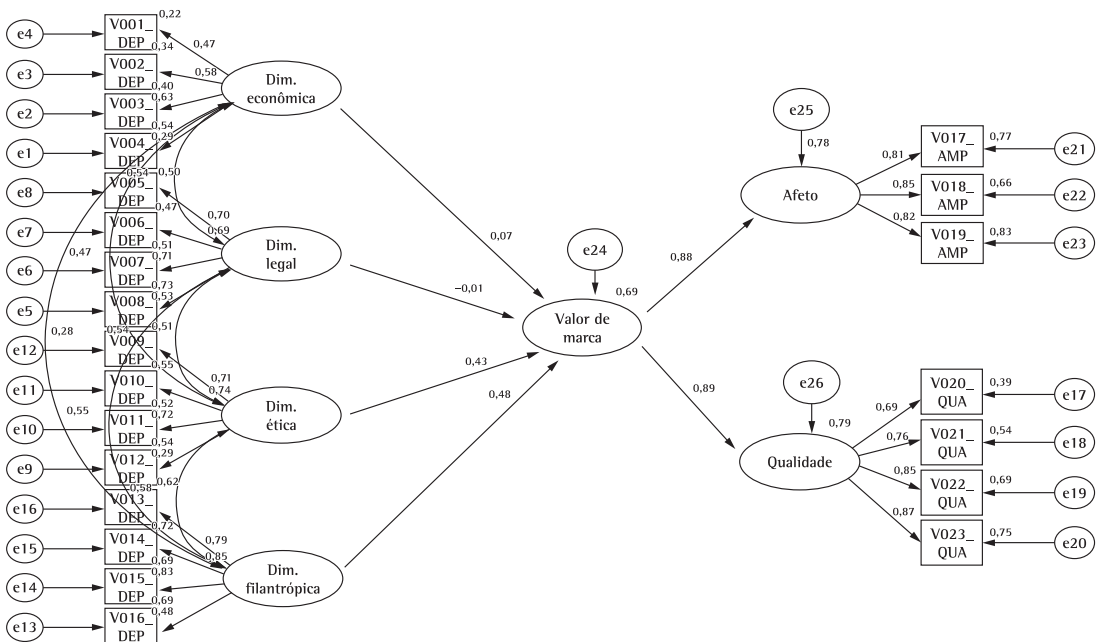 e4
V001_
DEP
0,22
0,47
e3
V002_
DEP
0,34
0,58
e2
V003_
DEP
0,40
0,63
e1
V004_
DEP
0,54
0,29
Dim.
econômica
e8
V005_
DEP
0,54
0,50
0,70
e7
V006_
DEP
0,47
0,69
e6
V007_
DEP
0,51
0,71
e5
V008_
DEP
0,73
0,53
Dim.
legal
0,47
0,28
0,55
e12
V009_
DEP
0,51
0,54
0,71
e11
V010_
DEP
0,55
0,74
e10
V011_
DEP
0,52
0,72
e9
V012_
DEP
0,54
0,29
Dim.
ética
0,62
e16
V013_
DEP
0,58
0,79
e15
V014_
DEP
0,72
0,85
e14
V015_
DEP
0,69
0,83
e13
V016_
DEP
0,69
0,48
Dim.
filantrópica
0,07
−0,01
0,43
0,48
e24
0,69
Valor de
marca
0,88
0,89
e25
0,78
Afeto
0,81
0,85
0,82
V017_
AMP
0,77
e21
V018_
AMP
0,66
e22
V019_
AMP
0,83
e23
e26
0,79
Qualidade
0,69
0,76
0,85
0,87
V020_
QUA
0,39
e17
V021_
QUA
0,54
e18
V022_
QUA
0,69
e19
V023_
QUA
0,75
e20